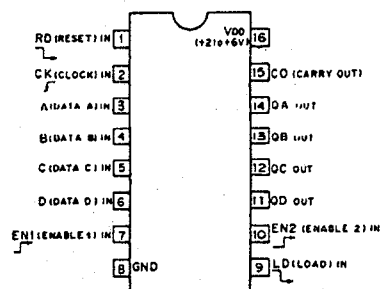 RD(RESET) IN 1
CK(CLOCK) IN 2
A(DATA A) IN 3
B(DATA B) IN 4
C(DATA C) IN 5
D(DATA D) IN 6
EN1(ENABLE 1) IN 7
8 GND
VDD 16
(+2 to +6V)
15 CO (CARRY OUT)
14 QA OUT
13 QB OUT
12 QC OUT
11 QD OUT
10 EN2 (ENABLE 2) IN
9 LD(LOAD) IN